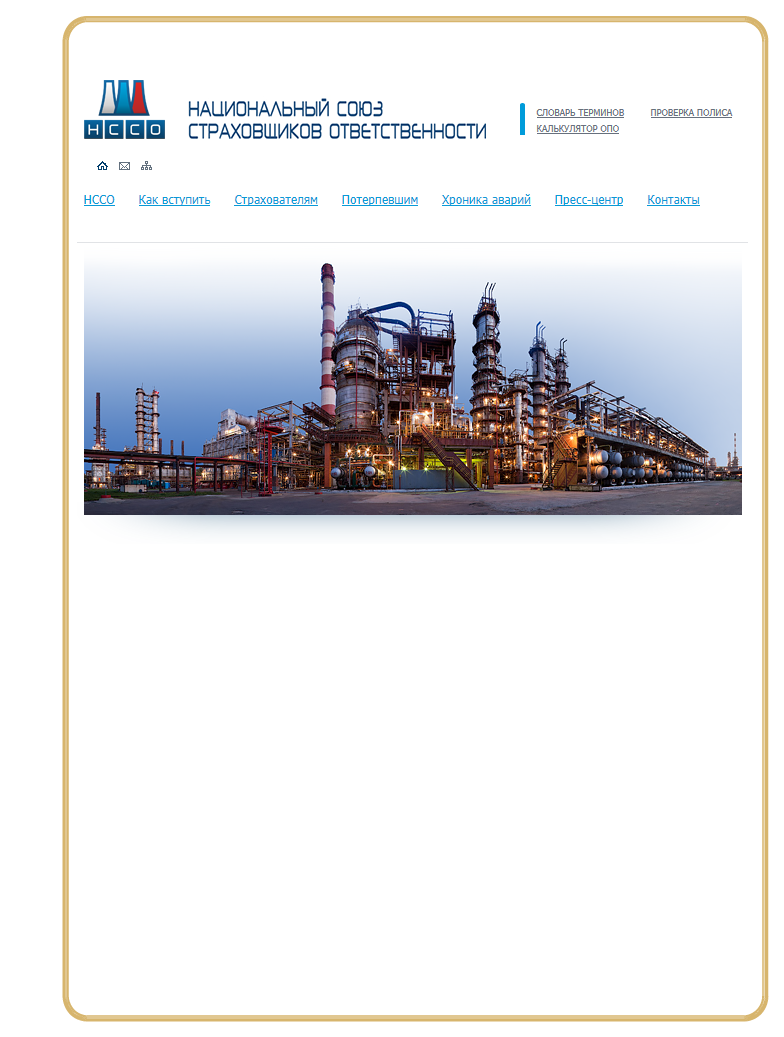 НССО
НАЦИОНАЛЬНЫЙ СОЮЗ
СТРАХОВЩИКОВ ОТВЕТСТВЕННОСТИ
СЛОВАРЬ ТЕРМИНОВ ПРОВЕРКА ПОЛИСА
КАЛЬКУЛЯТОР ОПО
НССО Как вступить Страхователям Потерпевшим Хроника аварий Пресс-центр Контакты